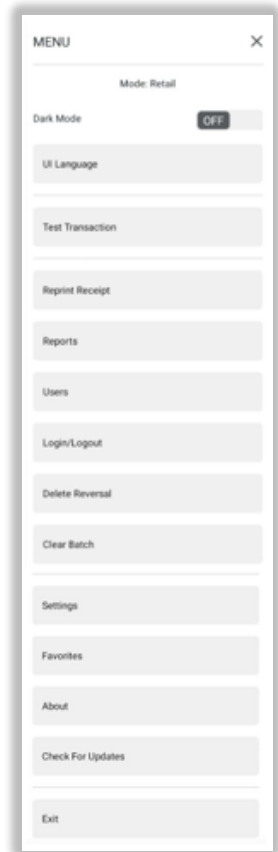 MENU
Mode: Retail
Dark Mode OFF
UI Language
Test Transaction
Reprint Receipt
Reports
Users
Login/Logout
Delete Reversal
Clear Batch
Settings
Favorites
About
Check For Updates
Exit